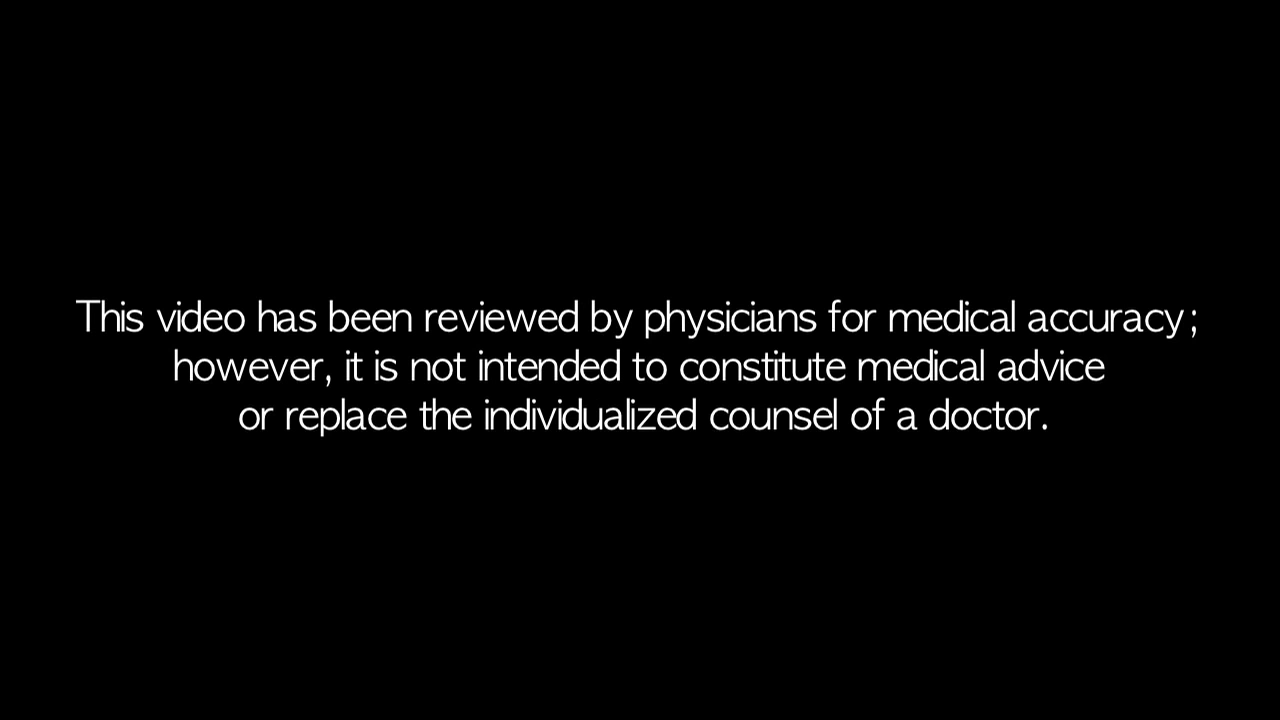 This video has been reviewed by physicians for medical accuracy;
however, it is not intended to constitute medical advice
or replace the individualized counsel of a doctor.